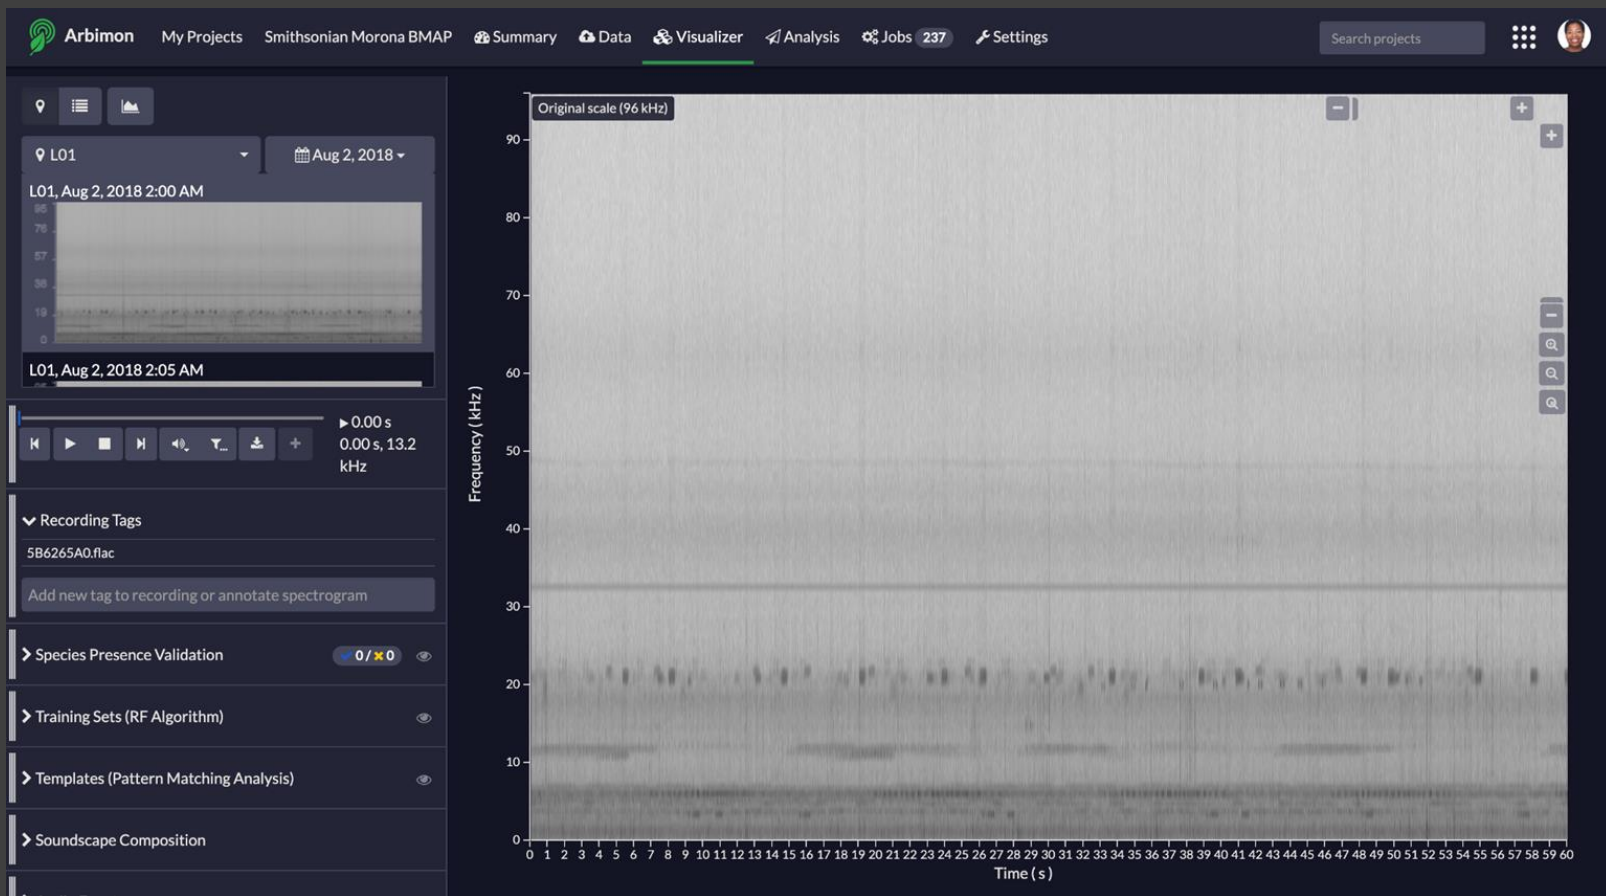 Arbimon My Projects Smithsonian Morona BMAP Summary Data Visualizer Analysis Jobs 237 Settings Search projects
L01 Aug 2, 2018
L01, Aug 2, 2018 2:00 AM
76
57
38
19
0
L01, Aug 2, 2018 2:05 AM
0.00 s
0.00 s, 13.2
kHz
Recording Tags
5B6265A0.flac
Add new tag to recording or annotate spectrogram
Species Presence Validation 0 / 0
Training Sets (RF Algorithm)
Templates (Pattern Matching Analysis)
Soundscape Composition
Original scale (96 kHz)
90
80
70
60
50
40
30
20
10
0
Frequency ( kHz )
0 1 2 3 4 5 6 7 8 9 10 11 12 13 14 15 16 17 18 19 20 21 22 23 24 25 26 27 28 29 30 31 32 33 34 35 36 37 38 39 40 41 42 43 44 45 46 47 48 49 50 51 52 53 54 55 56 57 58 59 60
Time ( s )